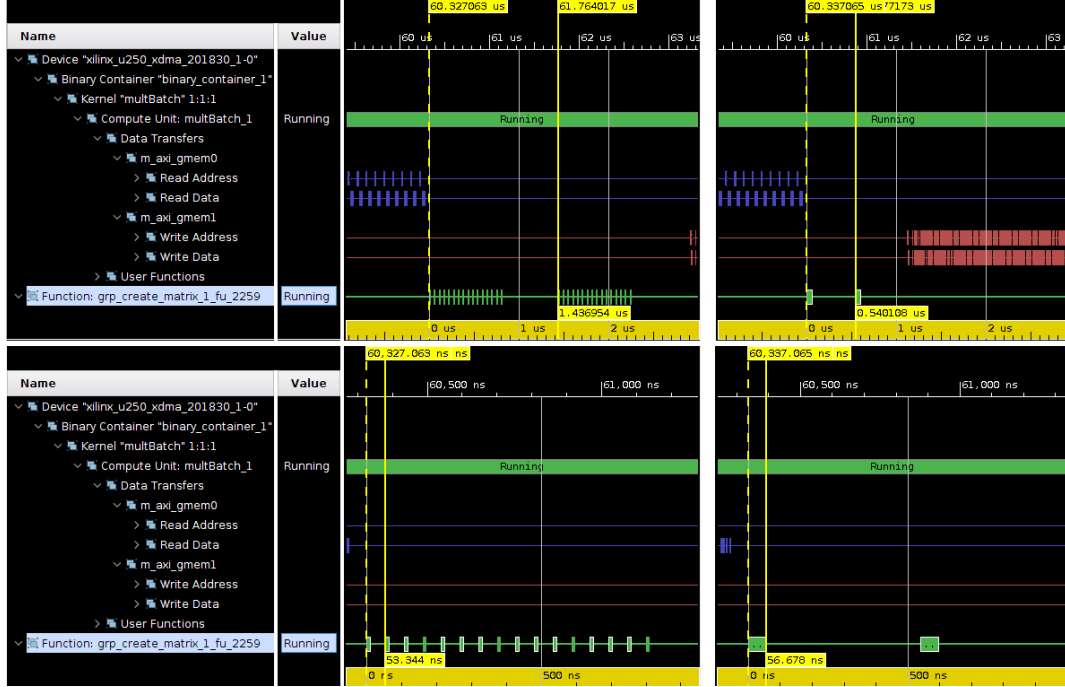 60.327063 us 61.764017 us 60.337065 us 7173 us
Name Value 60 us 61 us 62 us 63 us 60 us 61 us 62 us 63
Device "xilinx_u250_xdma_201830_1-0"
Binary Container "binary_container_1"
Kernel "multBatch" 1:1:1
Compute Unit: multBatch_1 Running Running Running
Data Transfers
m_axi_gmem0
Read Address
Read Data
m_axi_gmem1
Write Address
Write Data
User Functions
Function: grp_create_matrix_1_fu_2259 Running
1.436954 us 0.540108 us
0 us 1 us 2 us 0 us 1 us 2 us
60,327.063 ns ns 60,337.065 ns ns
Name Value 60,500 ns 61,000 ns 60,500 ns 61,000 ns
Device "xilinx_u250_xdma_201830_1-0"
Binary Container "binary_container_1"
Kernel "multBatch" 1:1:1
Compute Unit: multBatch_1 Running Running Running
Data Transfers
m_axi_gmem0
Read Address
Read Data
m_axi_gmem1
Write Address
Write Data
User Functions
Function: grp_create_matrix_1_fu_2259 Running
53.344 ns 56.678 ns
0 ns 500 ns 0 ns 500 ns